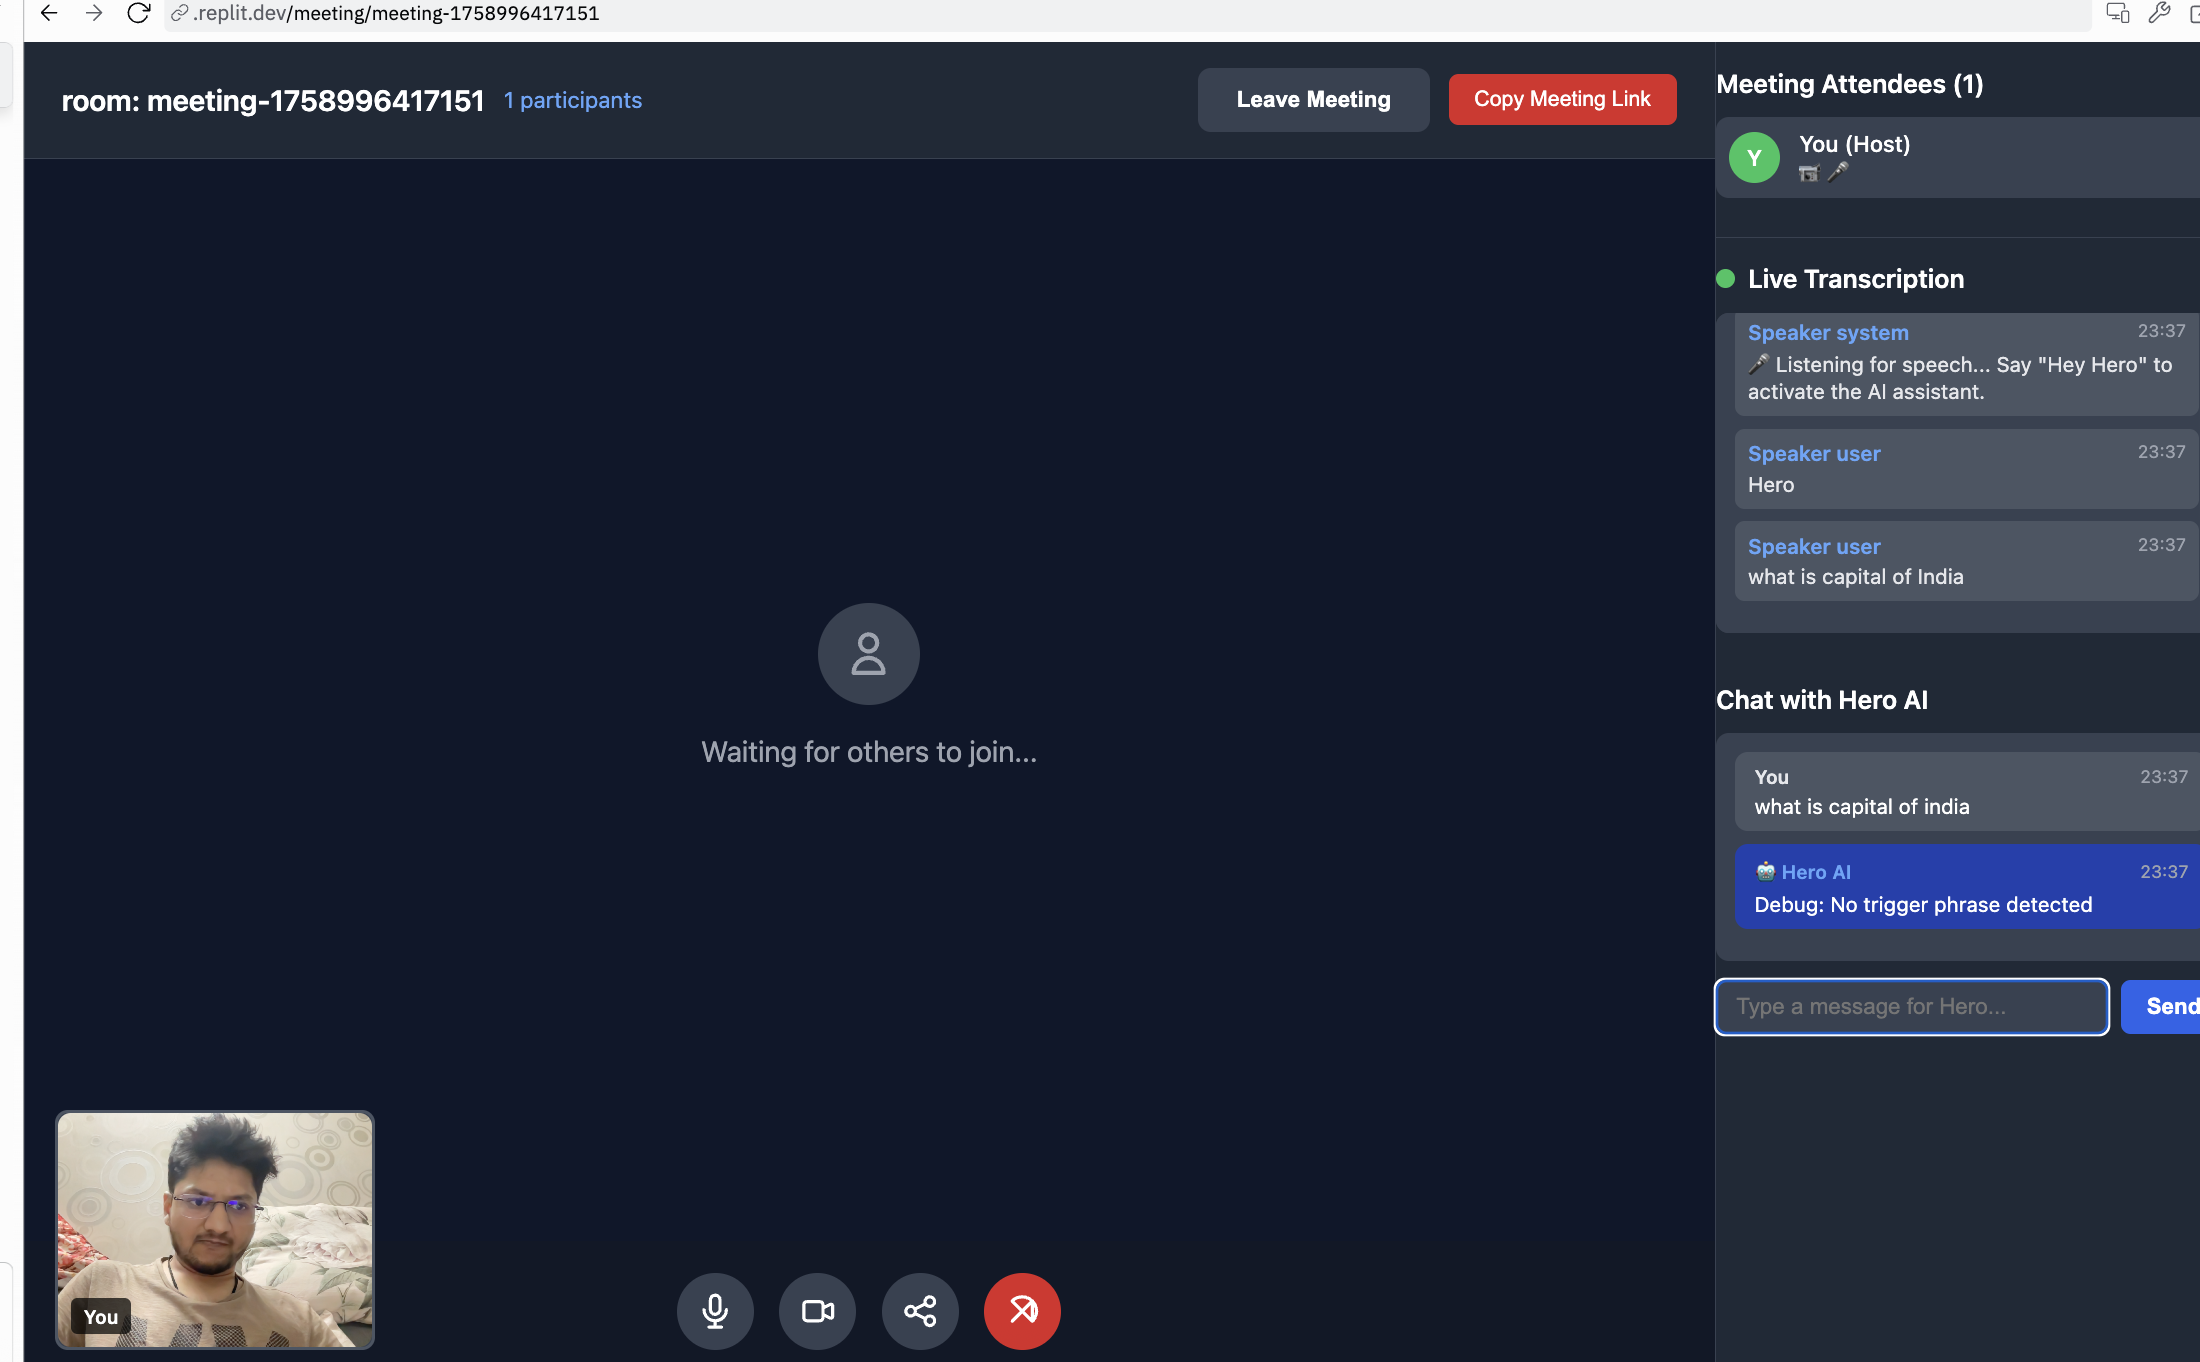 .replit.dev/meeting/meeting-1758996417151
room: meeting-1758996417151 1 participants
Leave Meeting
Copy Meeting Link
Waiting for others to join...
You
Meeting Attendees (1)
Y
You (Host)
Live Transcription
Speaker system 23:37
Listening for speech... Say "Hey Hero" to
activate the AI assistant.
Speaker user 23:37
Hero
Speaker user 23:37
what is capital of India
Chat with Hero AI
You 23:37
what is capital of india
Hero AI 23:37
Debug: No trigger phrase detected
Type a message for Hero...
Send